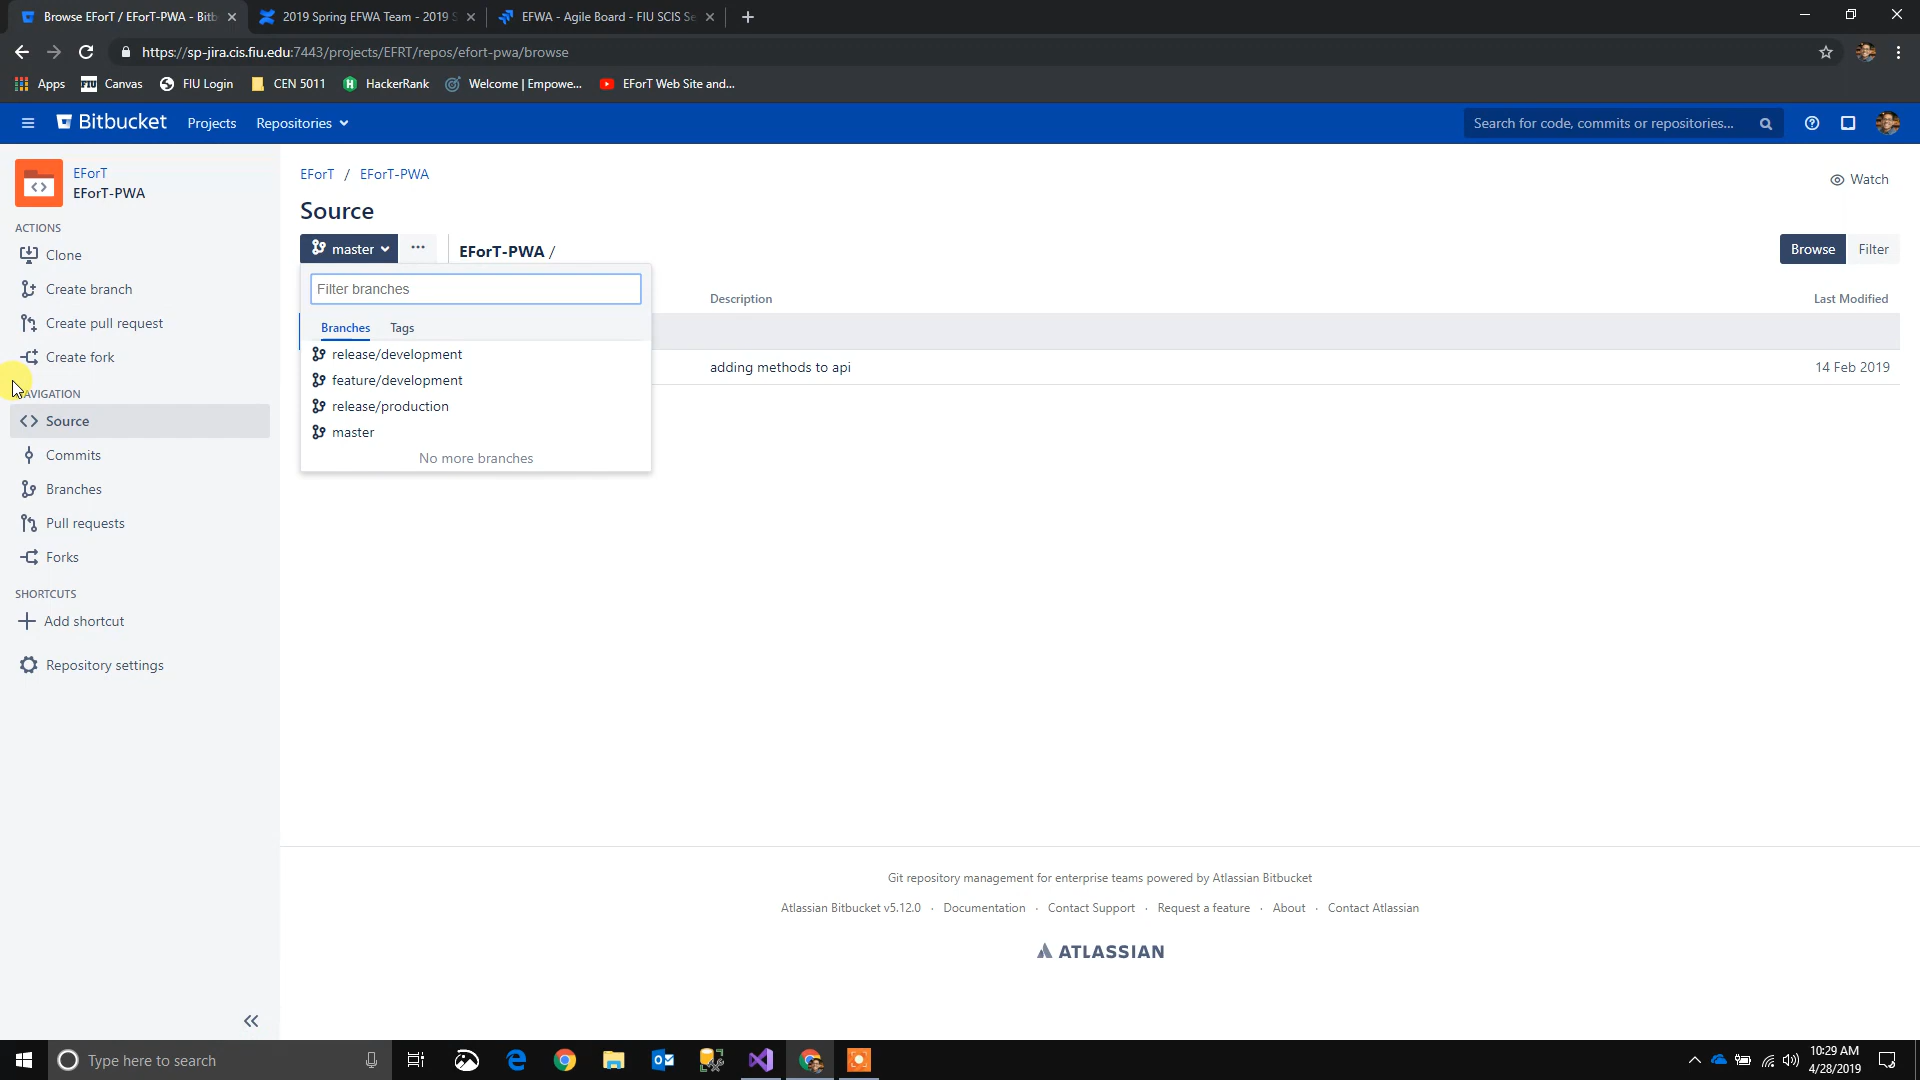 Browse EForT / EForT-PWA - Bitb
2019 Spring EFWA Team - 2019 S
EFWA - Agile Board - FIU SCIS Se
https://sp-jira.cis.fiu.edu:7443/projects/EFRT/repos/efort-pwa/browse
Apps
FIU
Canvas
FIU Login
CEN 5011
HackerRank
Welcome | Empowe...
EForT Web Site and...
Bitbucket
Projects
Repositories
Search for code, commits or repositories...
EForT
EForT-PWA
ACTIONS
Clone
Create branch
Create pull request
Create fork
NAVIGATION
Source
Commits
Branches
Pull requests
Forks
SHORTCUTS
Add shortcut
Repository settings
EForT / EForT-PWA
Watch
Source
master
EForT-PWA /
Browse
Filter
Filter branches
Branches
Tags
release/development
feature/development
release/production
master
No more branches
Description
Last Modified
adding methods to api
14 Feb 2019
Git repository management for enterprise teams powered by Atlassian Bitbucket
Atlassian Bitbucket v5.12.0 · Documentation · Contact Support · Request a feature · About · Contact Atlassian
ATLASSIAN
Type here to search
10:29 AM
4/28/2019